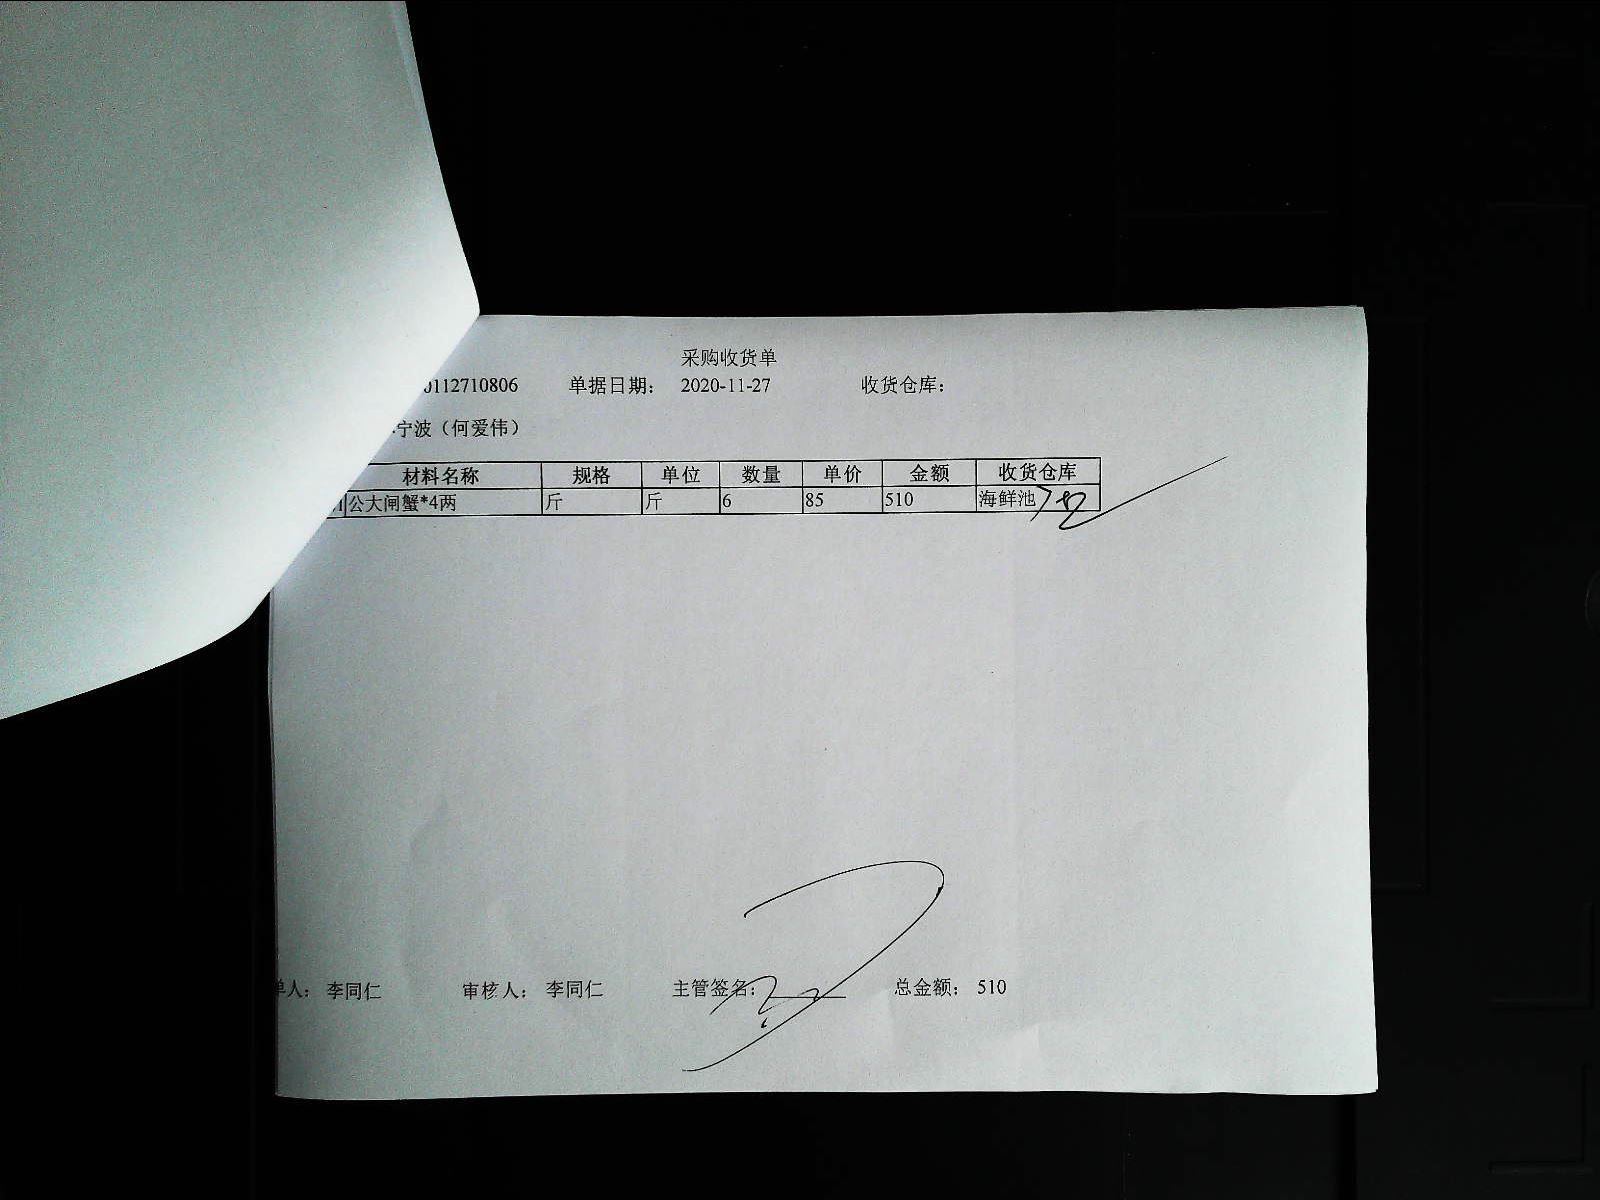 采购收货单
0112710806 单据日期: 2020-11-27 收货仓库:
宁波（何爱伟）
材料名称 规格 单位 数量 单价 金额 收货仓库
公大闸蟹*4两 斤 斤 6 85 510 海鲜池
单人: 李同仁 审核人: 李同仁 主管签名: 总金额: 510